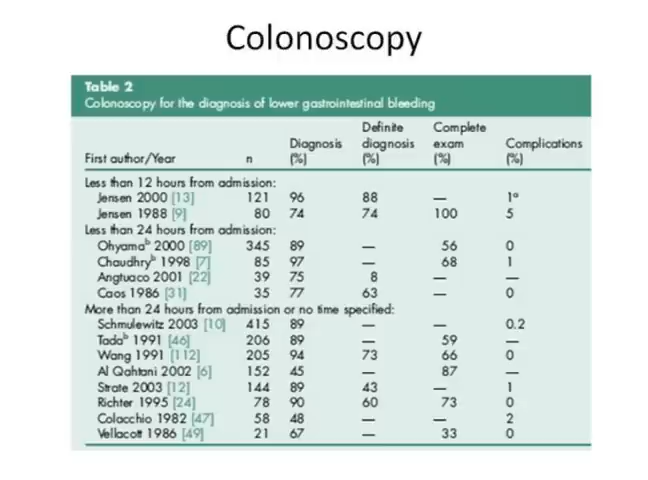 Colonoscopy
Table 2
Colonoscopy for the diagnosis of lower gastrointestinal bleeding
Definite Complete
Diagnosis diagnosis exam Complications
First author/Year n (%) (%) (%) (%)
Less than 12 hours from admission:
Jensen 2000 [13] 121 96 88 — 1a
Jensen 1988 [9] 80 74 74 100 5
Less than 24 hours from admission:
Ohyamab 2000 [89] 345 89 — 56 0
Chaudhryb 1998 [7] 85 97 — 68 1
Angtuaco 2001 [22] 39 75 8 — —
Caos 1986 [31] 35 77 63 — 0
More than 24 hours from admission or no time specified:
Schmulewitz 2003 [10] 415 89 — — 0.2
Tadab 1991 [46] 206 89 — 59 —
Wang 1991 [112] 205 94 73 66 0
Al Qahtani 2002 [6] 152 45 — 87 —
Strate 2003 [12] 144 89 43 — 1
Richter 1995 [24] 78 90 60 73 0
Colacchio 1982 [47] 58 48 — — 2
Vellacott 1986 [49] 21 67 — 33 0